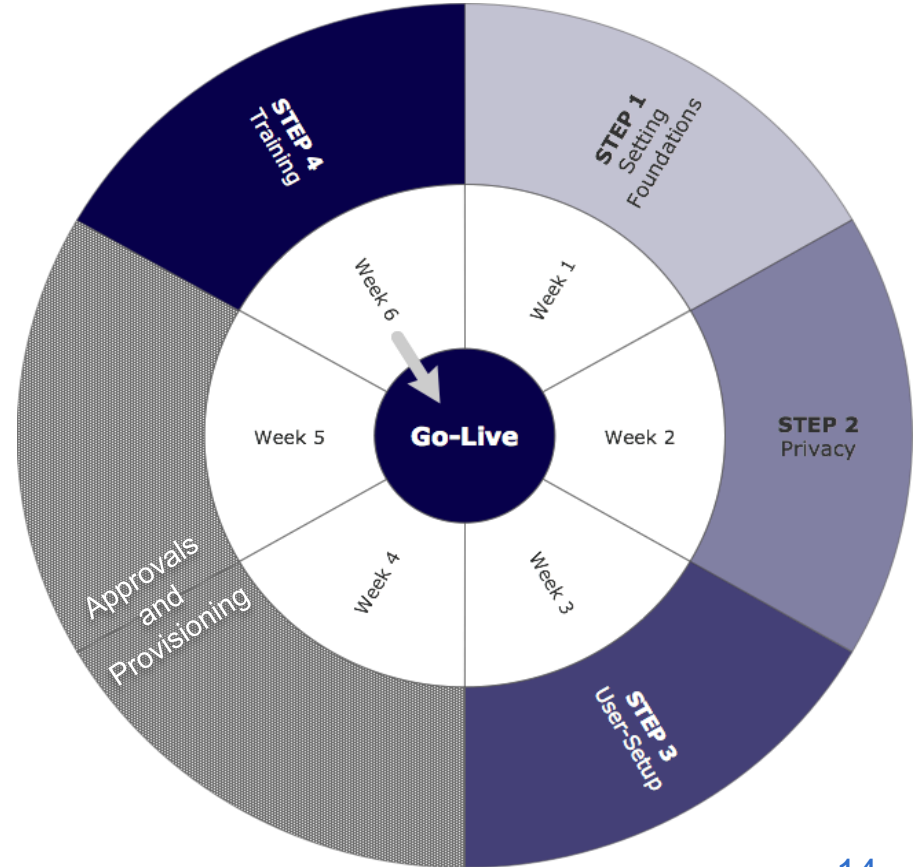 STEP 1
Setting
Foundations
STEP 2
Privacy
STEP 3
User-Setup
Approvals
and
Provisioning
STEP 4
Training
Week 1
Week 2
Week 3
Week 4
Week 5
Week 6
Go-Live
14